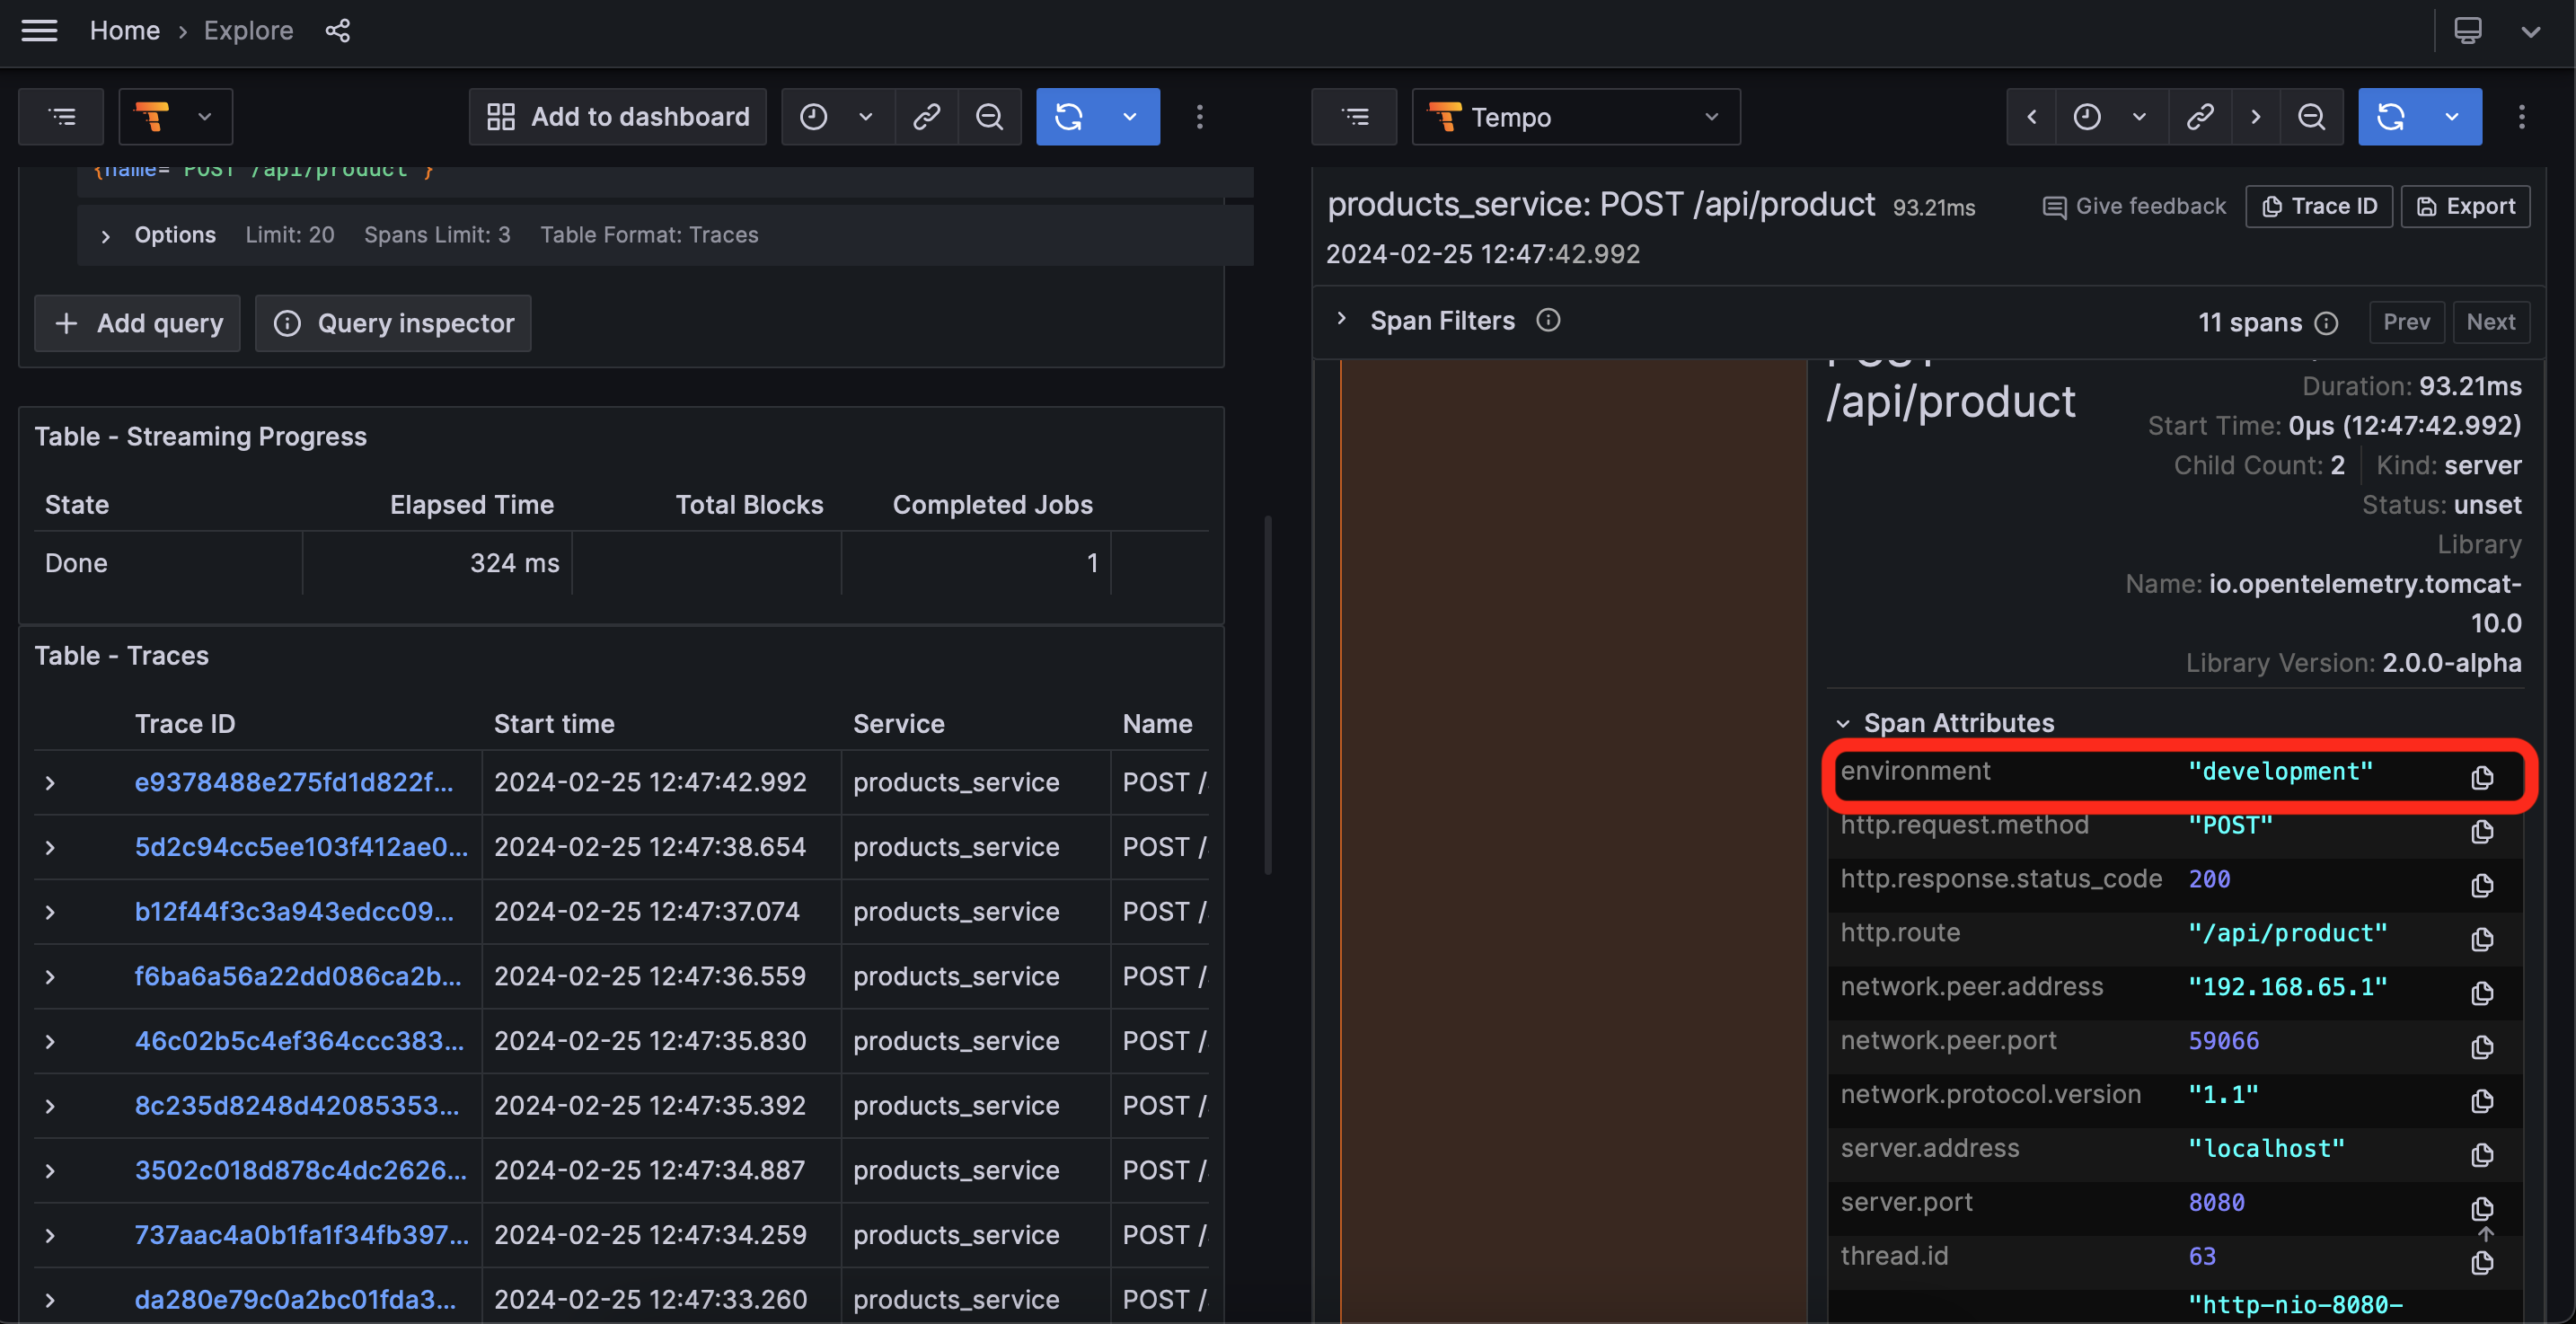 Home › Explore
Add to dashboard
Tempo
{name="POST /api/product"}
Options Limit: 20 Spans Limit: 3 Table Format: Traces
Add query Query inspector
Table - Streaming Progress
State Elapsed Time Total Blocks Completed Jobs
Done 324 ms 1
Table - Traces
Trace ID Start time Service Name
e9378488e275fd1d822f... 2024-02-25 12:47:42.992 products_service POST /
5d2c94cc5ee103f412ae0... 2024-02-25 12:47:38.654 products_service POST /
b12f44f3c3a943edcc09... 2024-02-25 12:47:37.074 products_service POST /
f6ba6a56a22dd086ca2b... 2024-02-25 12:47:36.559 products_service POST /
46c02b5c4ef364ccc383... 2024-02-25 12:47:35.830 products_service POST /
8c235d8248d42085353... 2024-02-25 12:47:35.392 products_service POST /
3502c018d878c4dc2626... 2024-02-25 12:47:34.887 products_service POST /
737aac4a0b1fa1f34fb397... 2024-02-25 12:47:34.259 products_service POST /
da280e79c0a2bc01fda3... 2024-02-25 12:47:33.260 products_service POST /
products_service: POST /api/product 93.21ms Give feedback Trace ID Export
2024-02-25 12:47:42.992
Span Filters 11 spans Prev Next
POST
/api/product
Duration: 93.21ms
Start Time: 0μs (12:47:42.992)
Child Count: 2 Kind: server
Status: unset
Library
Name: io.opentelemetry.tomcat-
10.0
Library Version: 2.0.0-alpha
Span Attributes
environment "development"
http.request.method "POST"
http.response.status_code 200
http.route "/api/product"
network.peer.address "192.168.65.1"
network.peer.port 59066
network.protocol.version "1.1"
server.address "localhost"
server.port 8080
thread.id 63
"http-nio-8080-